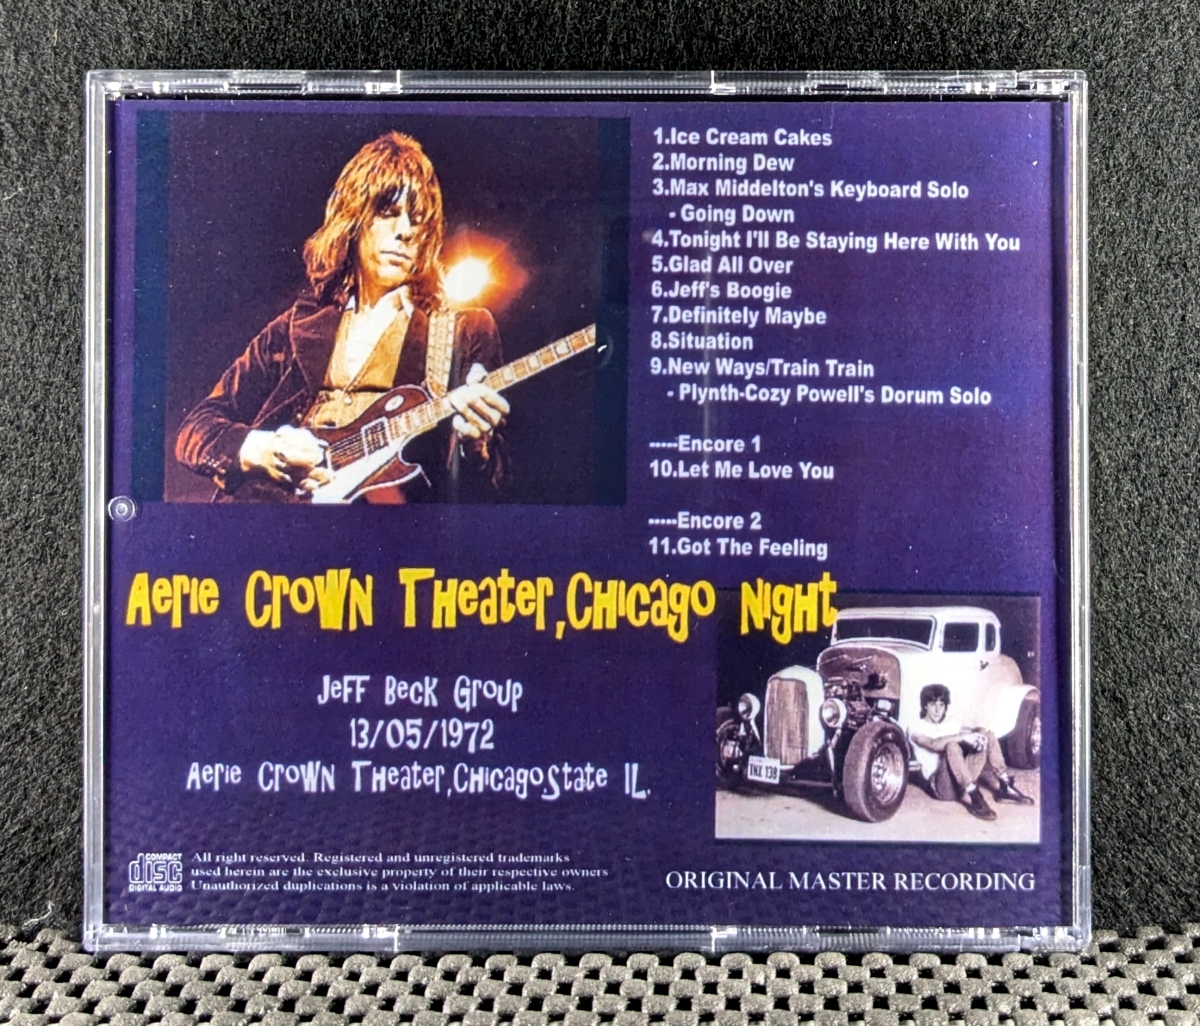 1.Ice Cream Cakes
2.Morning Dew
3.Max Middelton's Keyboard Solo
- Going Down
4.Tonight I'll Be Staying Here With You
5.Glad All Over
6.Jeff's Boogie
7.Definitely Maybe
8.Situation
9.New Ways/Train Train
- Plynth-Cozy Powell's Dorum Solo
-----Encore 1
10.Let Me Love You
-----Encore 2
11.Got The Feeling
Aerie Crown Theater,Chicago Night
Jeff Beck Group
13/05/1972
Aerie Crown Theater,Chicago,State IL.
TNX 138
COMPACT
disc
DIGITAL AUDIO
All right reserved. Registered and unregistered trademarks
used herein are the exclusive property of their respective owners
Unauthorized duplications is a violation of applicable laws.
ORIGINAL MASTER RECORDING